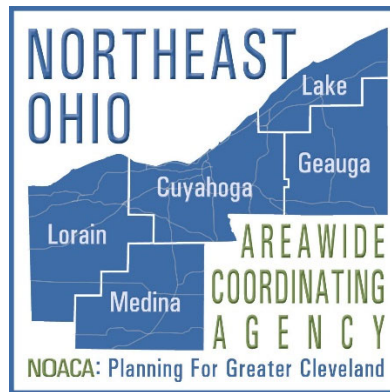 NORTHEAST
OHIO
Lake
Geauga
Cuyahoga
Lorain
Medina
AREAWIDE
COORDINATING
AGENCY
NOACA: Planning For Greater Cleveland